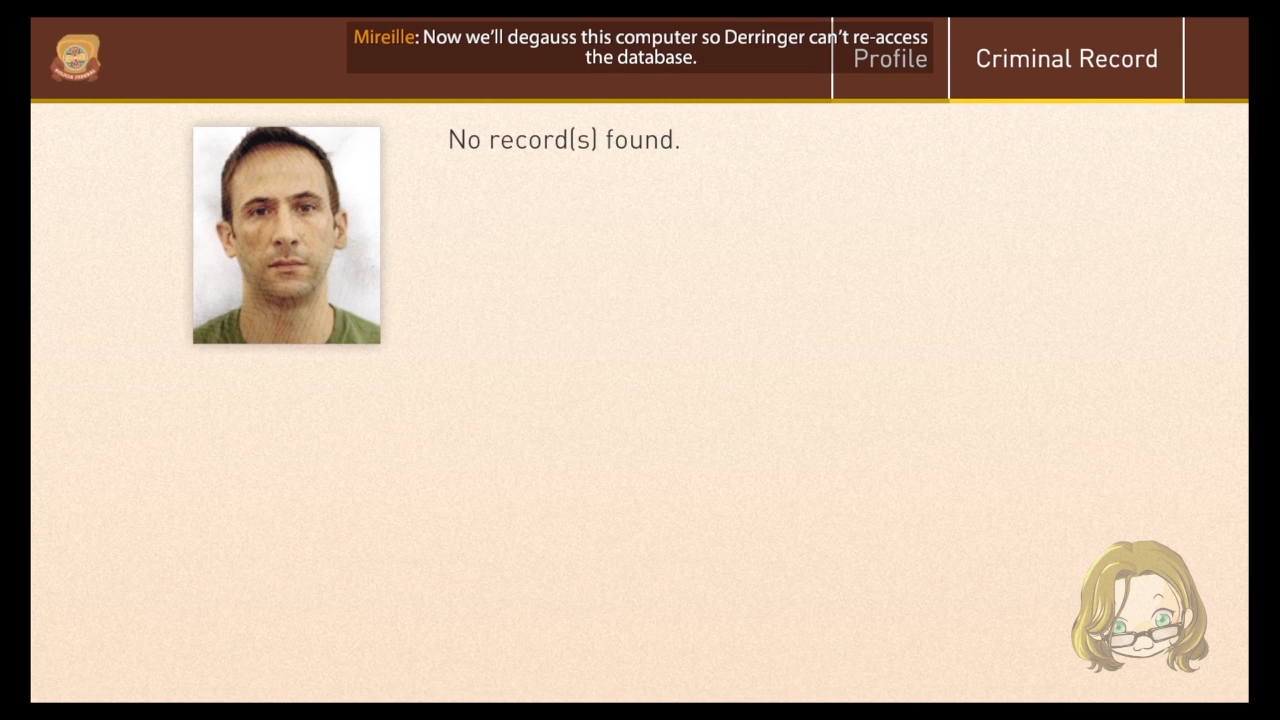 Mireille: Now we'll degauss this computer so Derringer can't re-access
the database.
Profile
Criminal Record
No record(s) found.